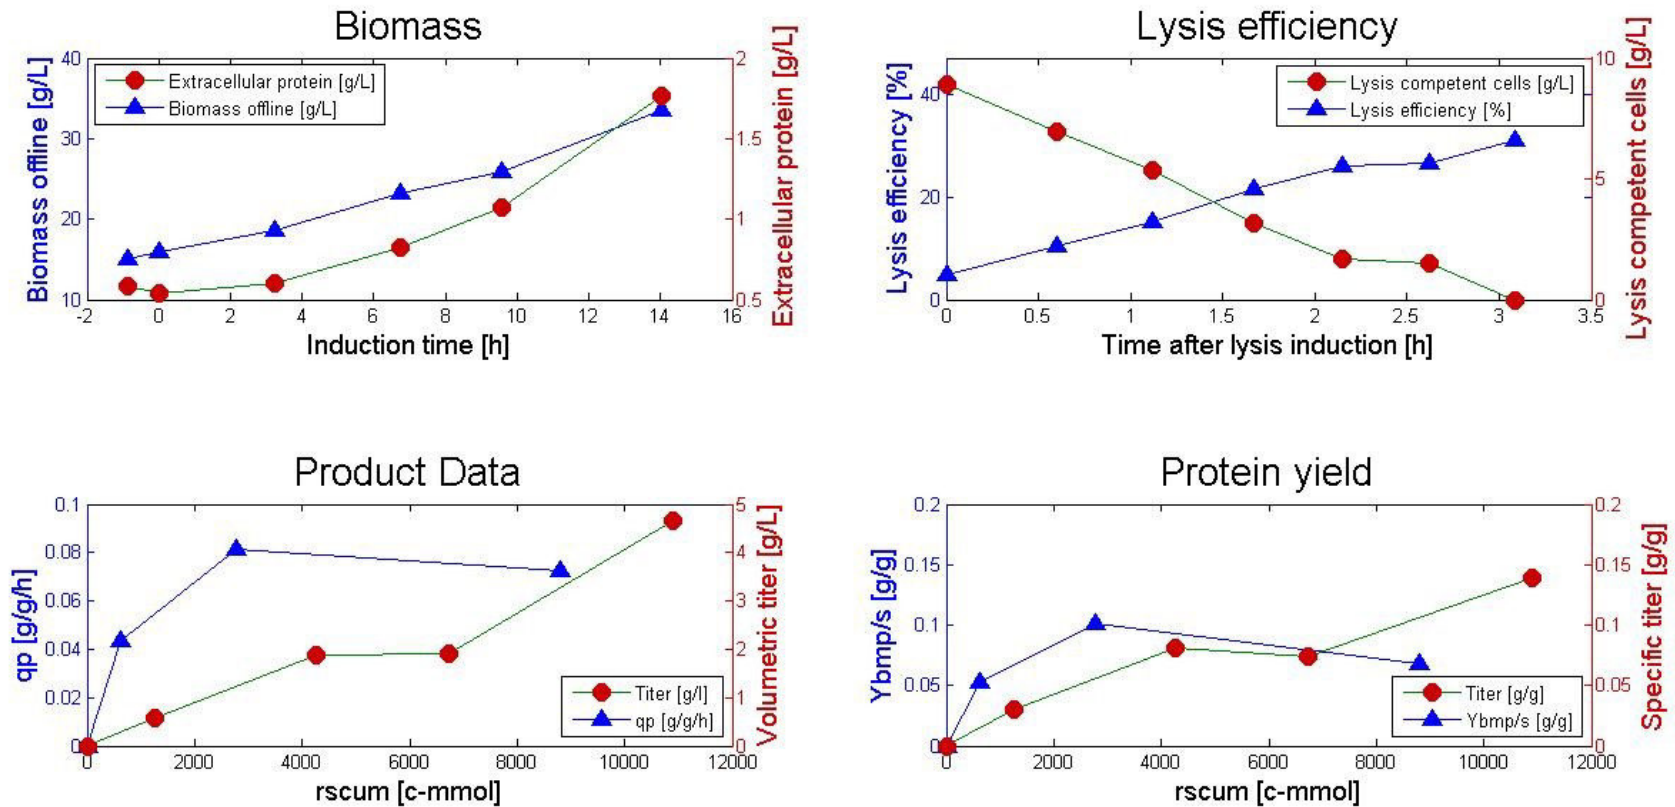 Biomass
Biomass offline [g/L]
40
30
20
10
Extracellular protein [g/L]
Biomass offline [g/L]
2
1.5
1
0.5
Extracellular protein [g/L]
-2 0 2 4 6 8 10 12 14 16
Induction time [h]
Lysis efficiency
Lysis efficiency [%]
40
20
0
Lysis competent cells [g/L]
Lysis efficiency [%]
10
5
0
Lysis competent cells [g/L]
0 0.5 1 1.5 2 2.5 3 3.5
Time after lysis induction [h]
Product Data
qp [g/g/h]
0.1
0.08
0.06
0.04
0.02
0
Titer [g/l]
qp [g/g/h]
5
4
3
2
1
0
Volumetric titer [g/L]
0 2000 4000 6000 8000 10000 12000
rscum [c-mmol]
Protein yield
Ybmp/s [g/g]
0.2
0.15
0.1
0.05
0
Titer [g/g]
Ybmp/s [g/g]
0.2
0.15
0.1
0.05
0
Specific titer [g/g]
0 2000 4000 6000 8000 10000 12000
rscum [c-mmol]